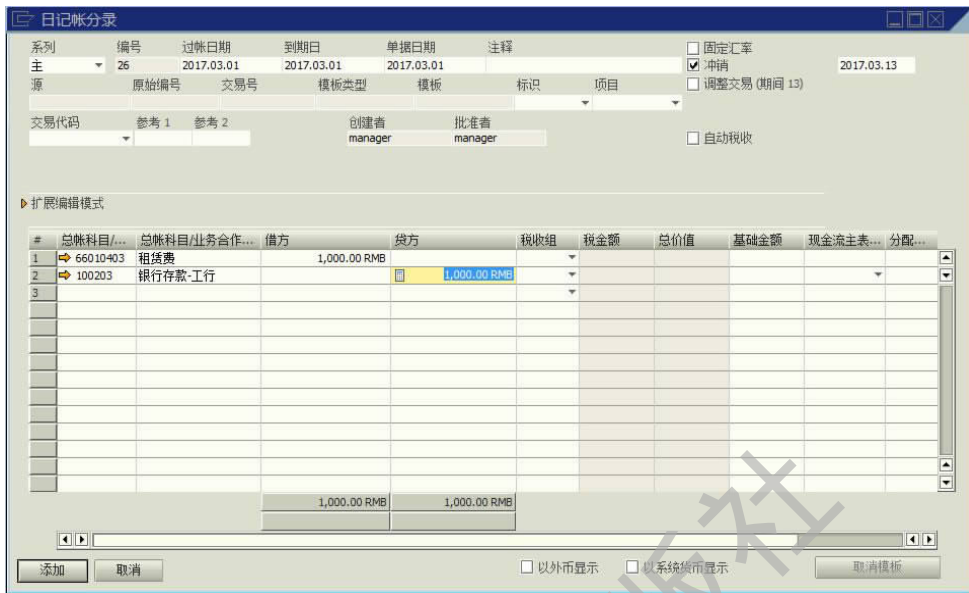 日记帐分录
系列 编号 过帐日期 到期日 单据日期 注释 固定汇率
主 26 2017.03.01 2017.03.01 2017.03.01 冲销 2017.03.13
源 原始编号 交易号 模板类型 模板 标识 项目 调整交易 (期间 13)
交易代码 参考 1 参考 2 创建者 批准者
manager manager 自动税收
扩展编辑模式
# 总帐科目/... 总帐科目/业务合作... 借方 贷方 税收组 税金额 总价值 基础金额 现金流主表... 分配...
1 66010403 租赁费 1,000.00 RMB
2 100203 银行存款-工行 1,000.00 RMB
3
1,000.00 RMB 1,000.00 RMB
添加 取消 以外币显示 以系统货币显示 取消模板
版社